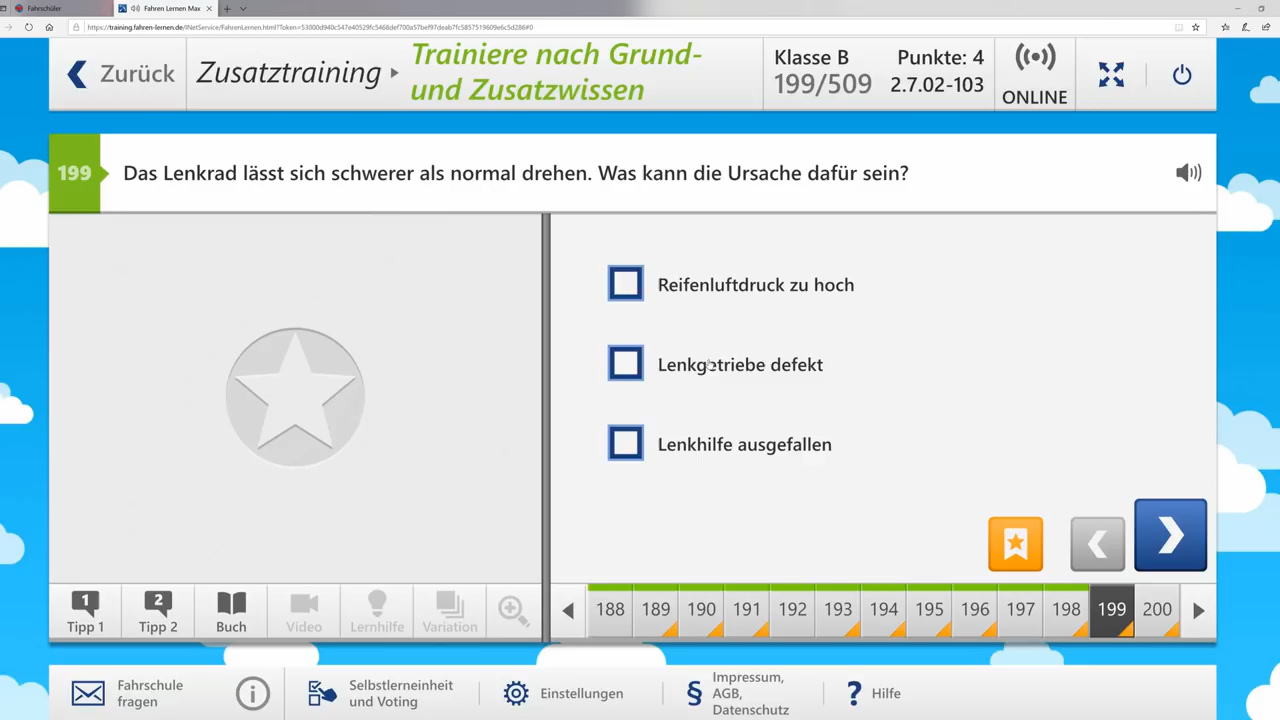 Fahrschüler
Fahren Lernen Max
Zurück
Zusatztraining
Trainiere nach Grund-
und Zusatzwissen
Klasse B
199/509
Punkte: 4
2.7.02-103
ONLINE
199
Das Lenkrad lässt sich schwerer als normal drehen. Was kann die Ursache dafür sein?
Reifenluftdruck zu hoch
Lenkgetriebe defekt
Lenkhilfe ausgefallen
1
Tipp 1
2
Tipp 2
Buch
Video
Lernhilfe
Variation
188 189 190 191 192 193 194 195 196 197 198 199 200
Fahrschule
fragen
Selbstlerneinheit
und Voting
Einstellungen
§
Impressum,
AGB,
Datenschutz
?
Hilfe